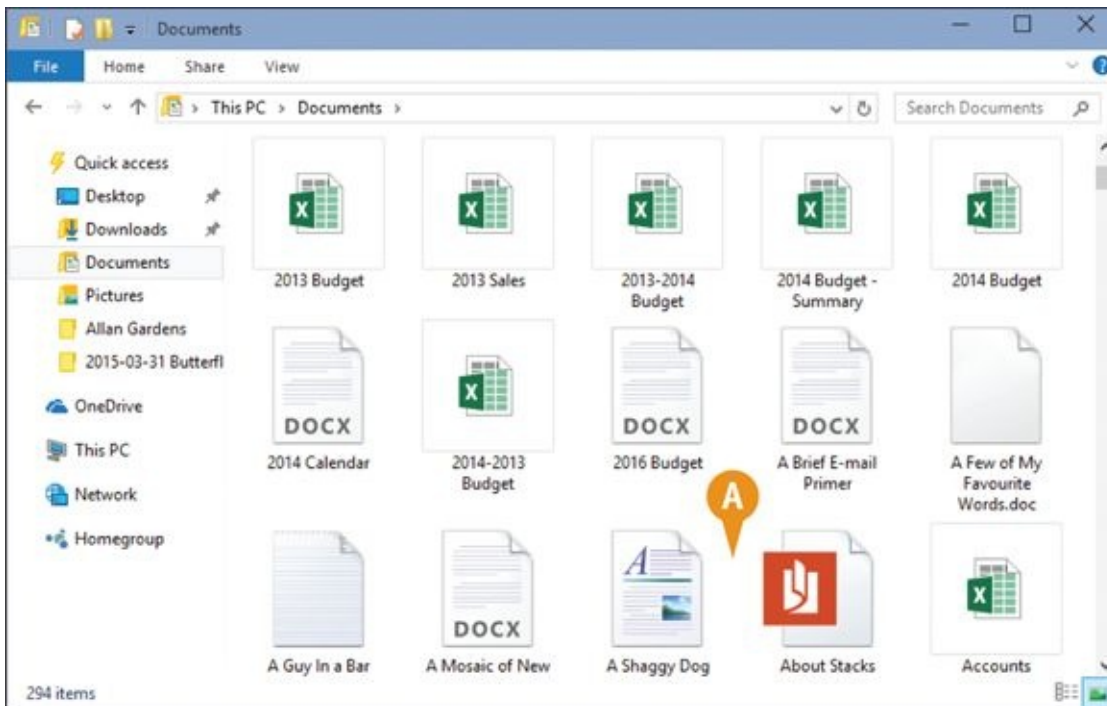 Documents
File Home Share View
This PC > Documents >
Search Documents
Quick access
Desktop
Downloads
Documents
Pictures
Allan Gardens
2015-03-31 Butterfl
OneDrive
This PC
Network
Homegroup
2013 Budget
2013 Sales
2013-2014
Budget
2014 Budget -
Summary
2014 Budget
DOCX
2014 Calendar
2014-2013
Budget
DOCX
2016 Budget
DOCX
A Brief E-mail
Primer
A Few of My
Favourite
Words.doc
A
A Guy In a Bar
DOCX
A Mosaic of New
A
A Shaggy Dog
About Stacks
Accounts
294 items